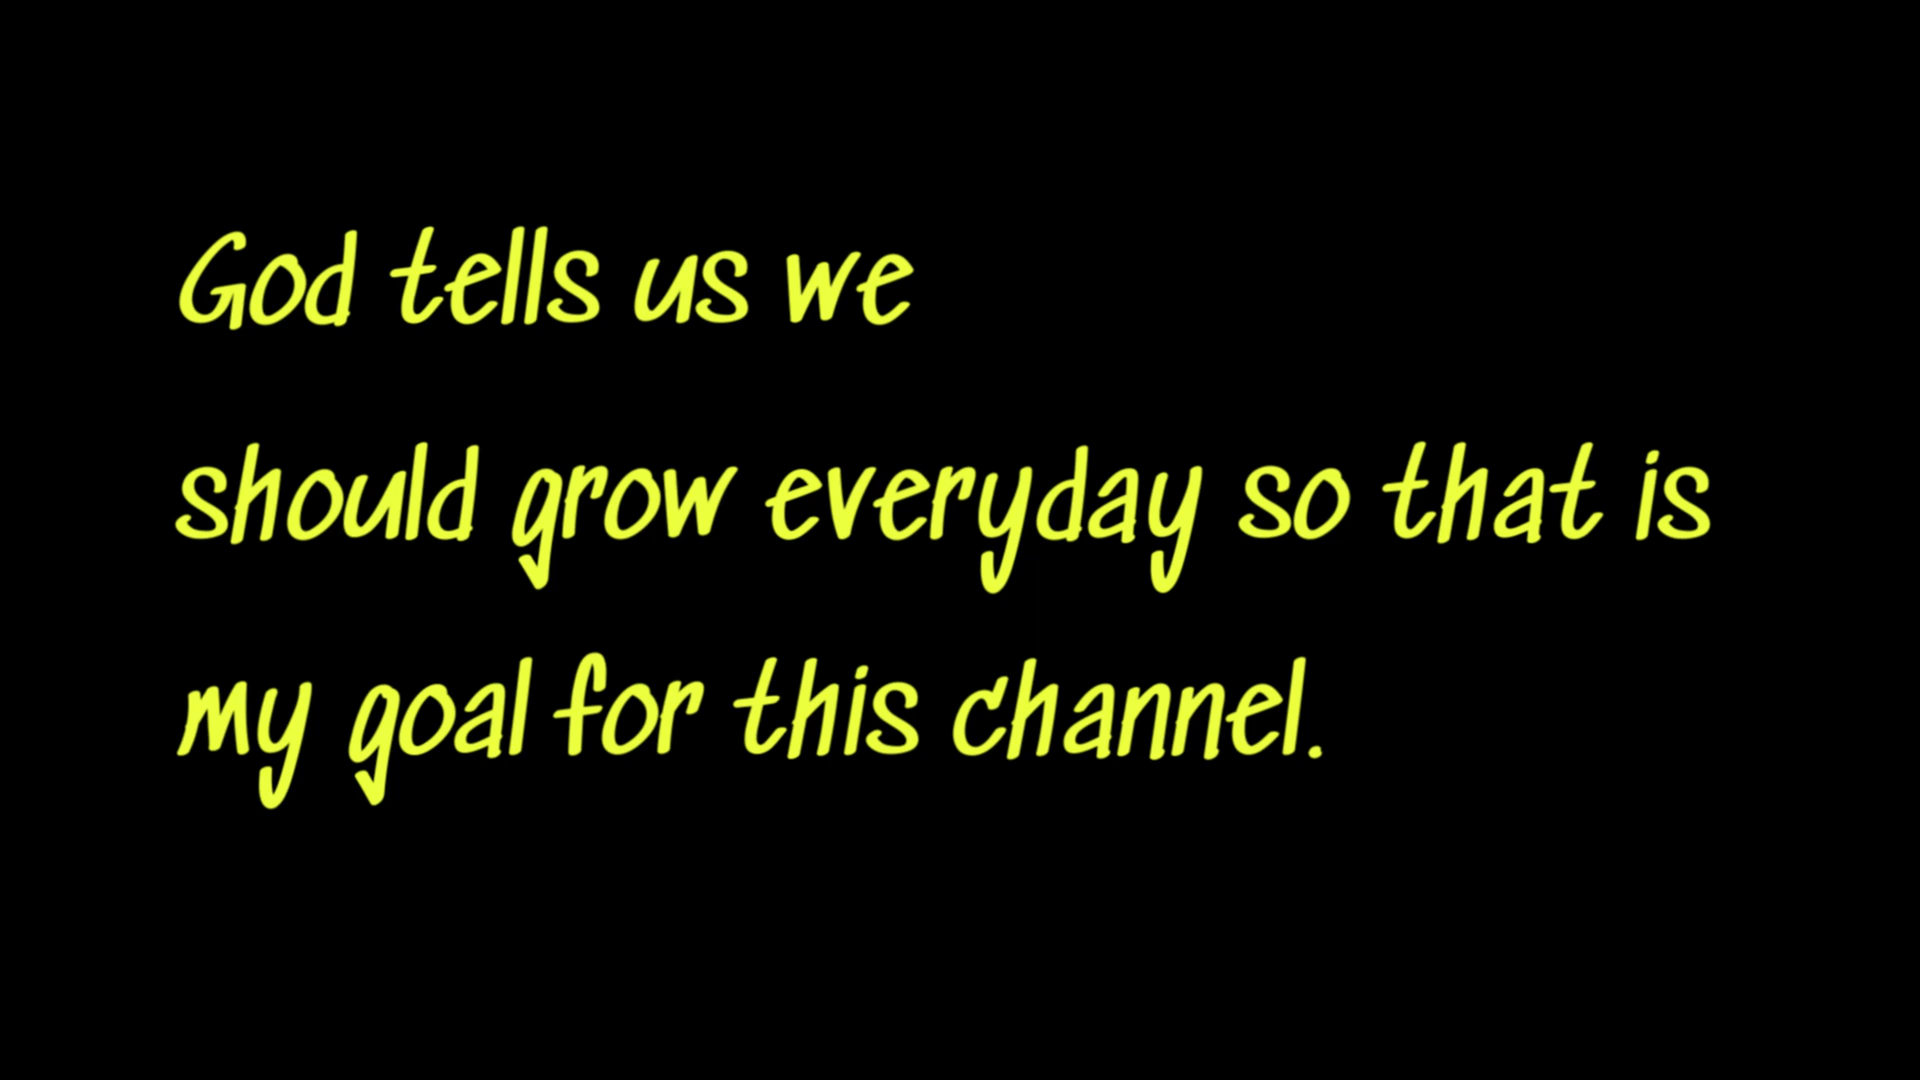 God tells us we
should grow everyday so that is
my goal for this channel.